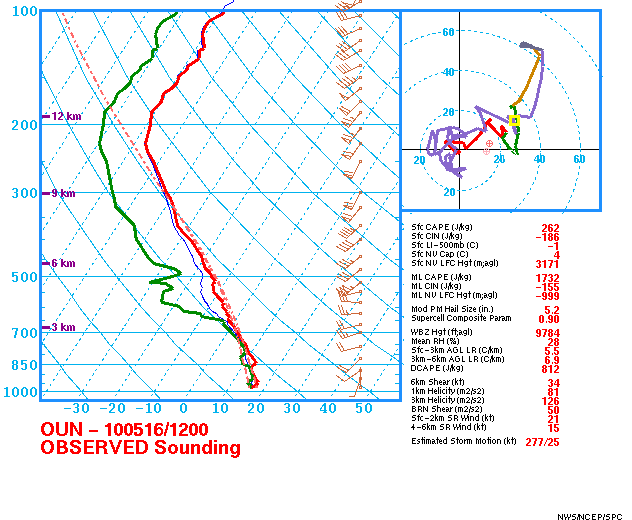 100
200
300
500
700
850
1000
12 km
9 km
6 km
3 km
-30 -20 -10 0 10 20 30 40 50
OUN - 100516/1200
OBSERVED Sounding
60
40
20
20 40 60
20
Sfc CAPE (J/kg) 262
Sfc CIN (J/kg) -186
Sfc LI-500mb (C) -1
Sfc NV Cap (C) 4
Sfc NV LFC Hgt (m;agl) 3171
ML CAPE (J/kg) 1732
ML CIN (J/kg) -155
ML NV LFC Hgt (m;agl) -999
Mod PM Hail Size (in.) 5.2
Supercell Composite Param 0.90
WBZ Hgt (ft;agl) 9784
Mean RH (%) 28
Sfc-3km AGL LR (C/km) 5.5
3km-6km AGL LR (C/km) 6.9
DCAPE (J/kg) 812
6km Shear (kt) 34
1km Helicity (m2/s2) 81
3km Helicity (m2/s2) 126
BRN Shear (m2/s2) 50
Sfc-2km SR Wind (kt) 21
4-6km SR Wind (kt) 15
Estimated Storm Motion (kt) 277/25
NWS/NCEP/SPC